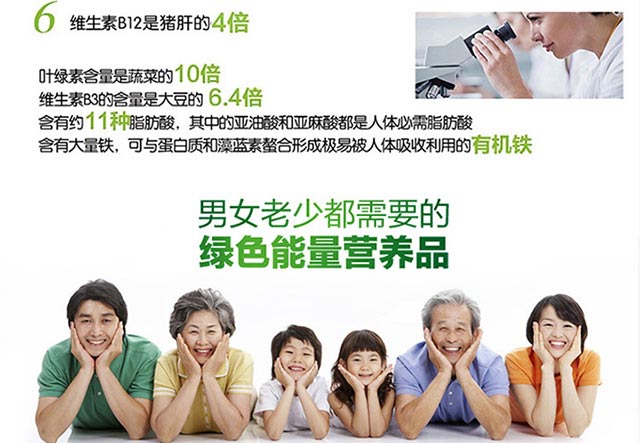 6 维生素B12是猪肝的4倍
叶绿素含量是蔬菜的10倍
维生素B3的含量是大豆的 6.4倍
含有约11种脂肪酸，其中的亚油酸和亚麻酸都是人体必需脂肪酸
含有大量铁，可与蛋白质和藻蓝素螯合形成极易被人体吸收利用的有机铁
男女老少都需要的
绿色能量营养品